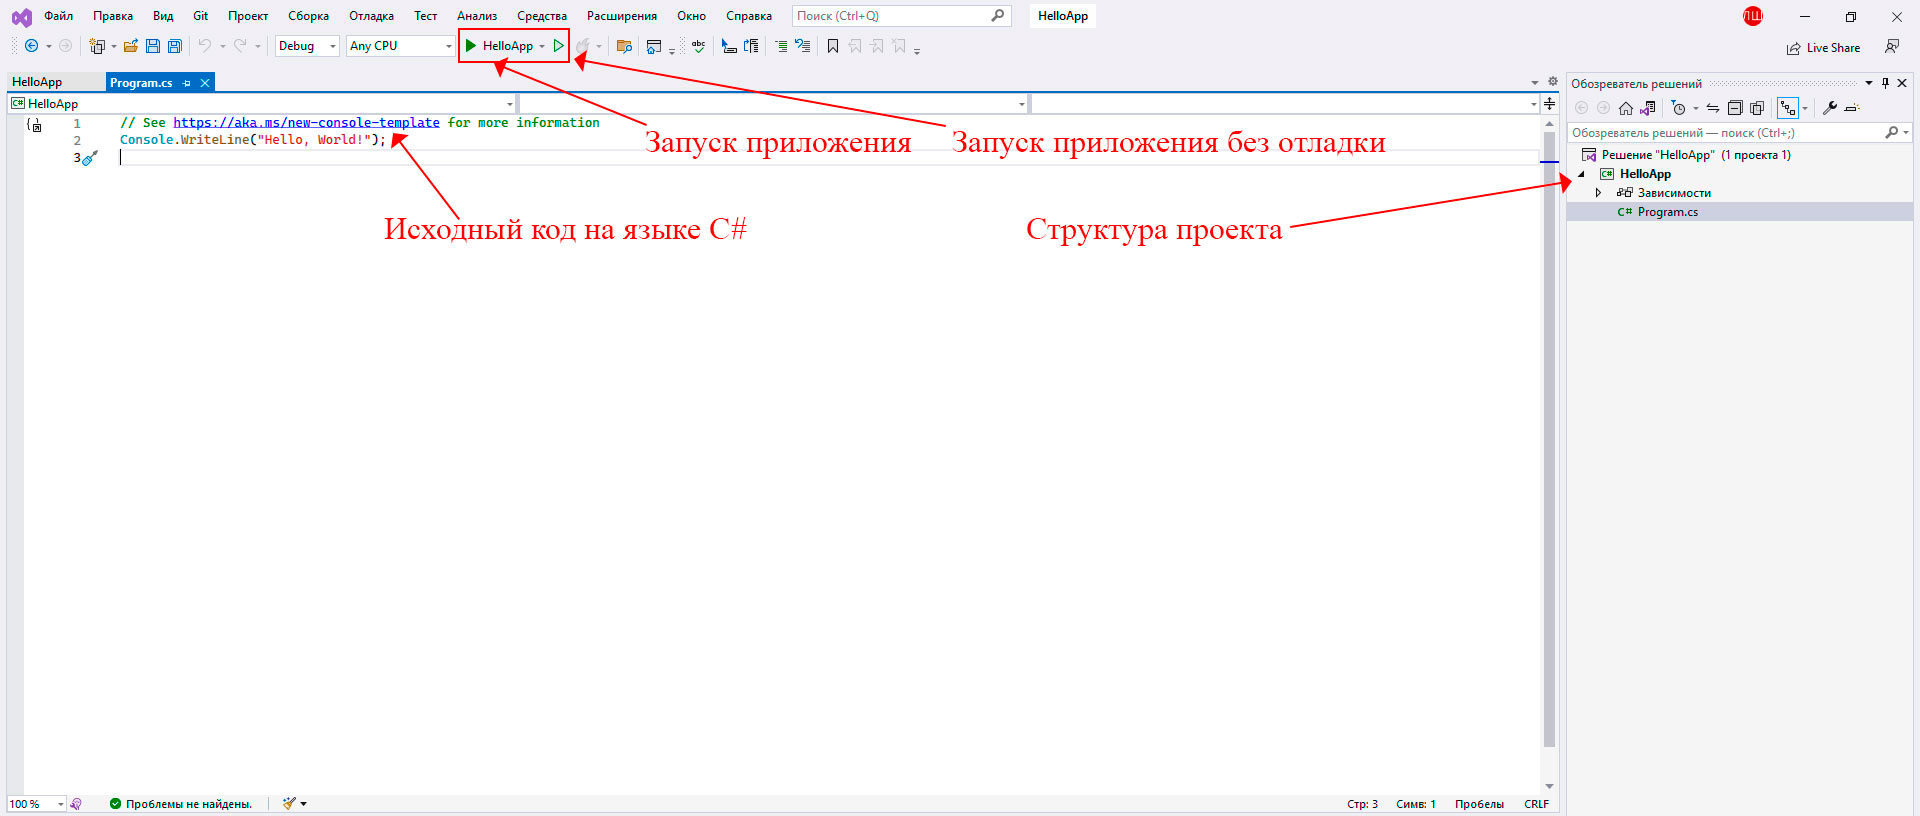 Файл Правка Вид Git Проект Сборка Отладка Тест Анализ Средства Расширения Окно Справка Поиск (Ctrl+Q) HelloApp ЛШ
Debug Any CPU HelloApp abc Live Share
HelloApp Program.cs
C# HelloApp
1 // See https://aka.ms/new-console-template for more information
2 Console.WriteLine("Hello, World!");
3
Запуск приложения
Запуск приложения без отладки
Исходный код на языке C#
Структура проекта
Обозреватель решений
Обозреватель решений — поиск (Ctrl+;)
Решение "HelloApp" (1 проекта 1)
C# HelloApp
Зависимости
C# Program.cs
100 % Проблемы не найдены. Стр: 3 Симв: 1 Пробелы CRLF